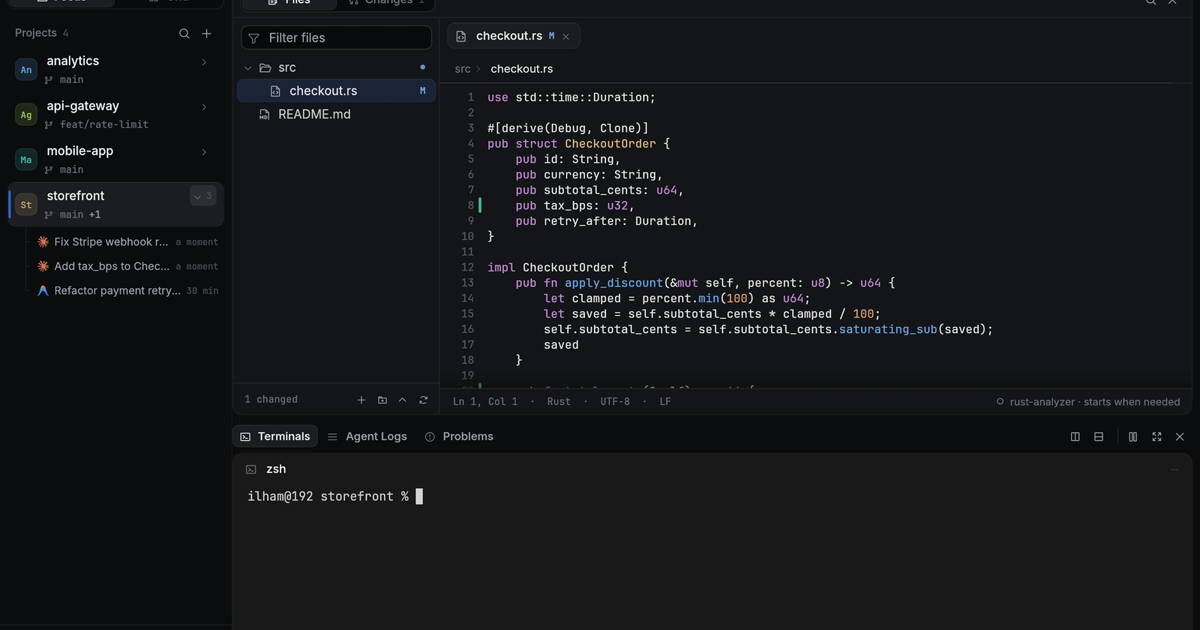 Files
Changes
Projects 4
analytics
main
api-gateway
feat/rate-limit
mobile-app
main
storefront
3
main +1
Fix Stripe webhook r... a moment
Add tax_bps to Chec... a moment
Refactor payment retry... 30 min
An
Ag
Ma
St
Filter files
src
checkout.rs M
README.md
1 changed
checkout.rs M
src > checkout.rs
1 use std::time::Duration;
2
3 #[derive(Debug, Clone)]
4 pub struct CheckoutOrder {
5 pub id: String,
6 pub currency: String,
7 pub subtotal_cents: u64,
8 pub tax_bps: u32,
9 pub retry_after: Duration,
10 }
11
12 impl CheckoutOrder {
13 pub fn apply_discount(&mut self, percent: u8) -> u64 {
14 let clamped = percent.min(100) as u64;
15 let saved = self.subtotal_cents * clamped / 100;
16 self.subtotal_cents = self.subtotal_cents.saturating_sub(saved);
17 saved
18 }
19
Ln 1, Col 1 · Rust · UTF-8 · LF
rust-analyzer · starts when needed
Terminals
Agent Logs
Problems
zsh
ilham@192 storefront %